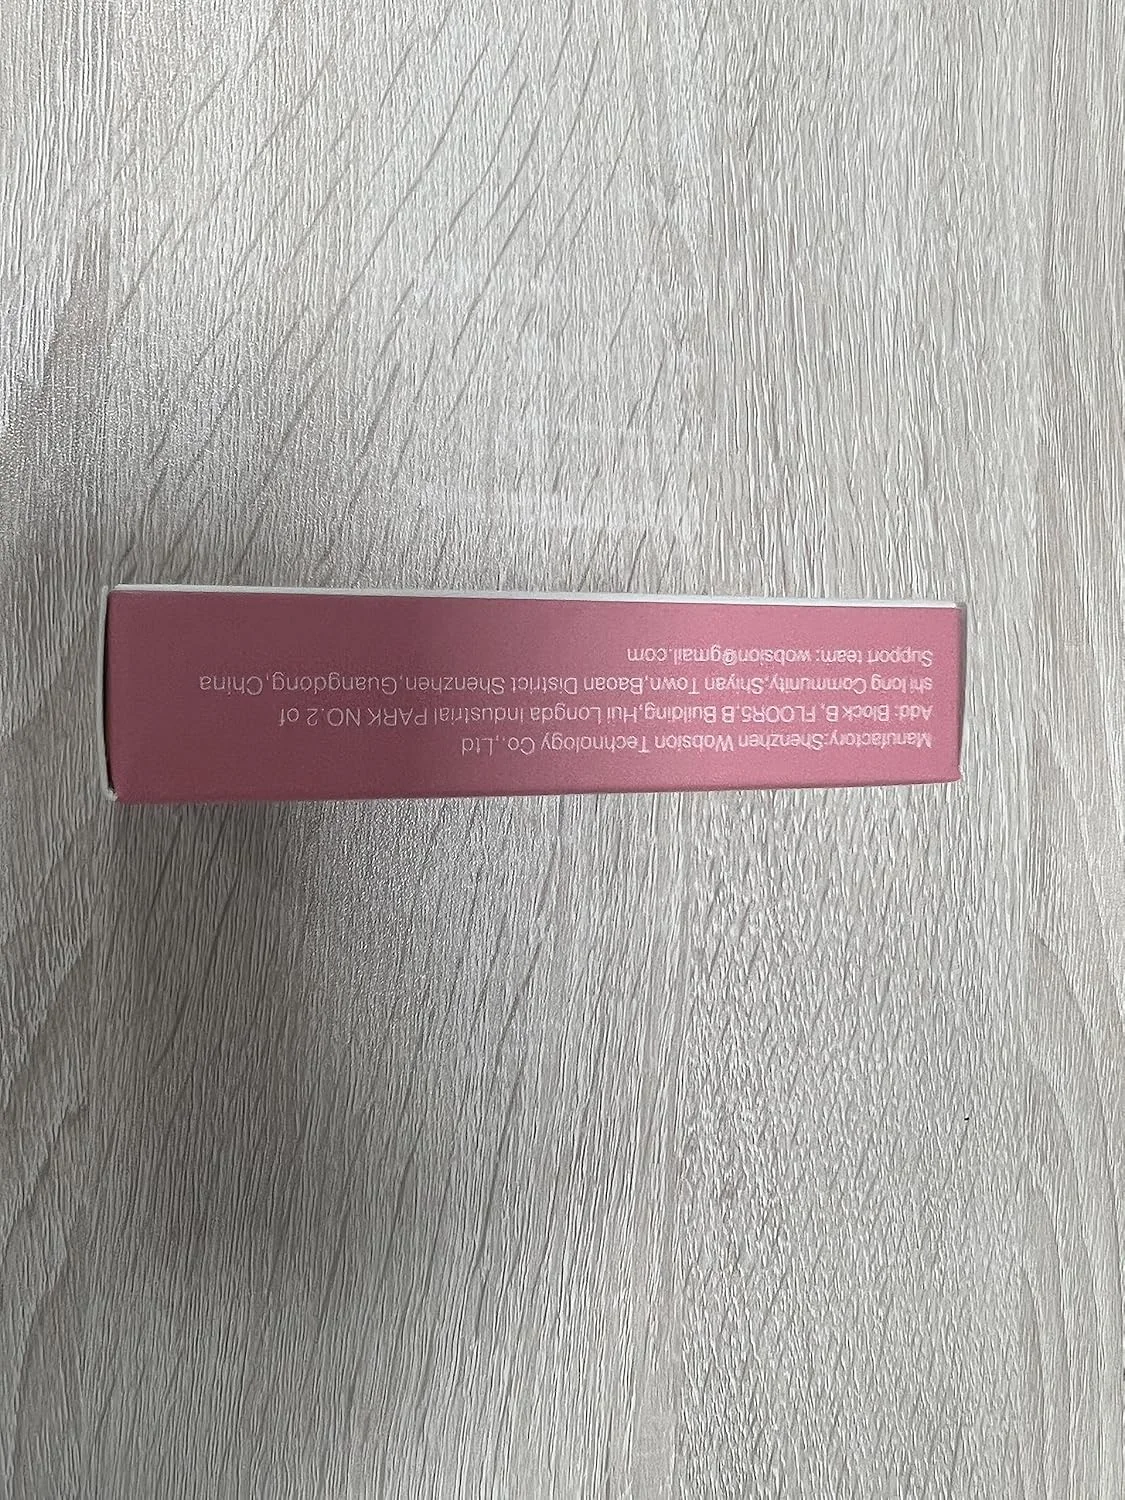 Manufactory:Shenzhen Wobsion Technology Co,.Ltd
Add: Block B, FLOOR5.B Building,Hui Longda Industrial PARK NO.2 of
shi long Community,Shiyan Town,Baoan District Shenzhen,Guangdong,China
Support team: wobsion@gmail.com